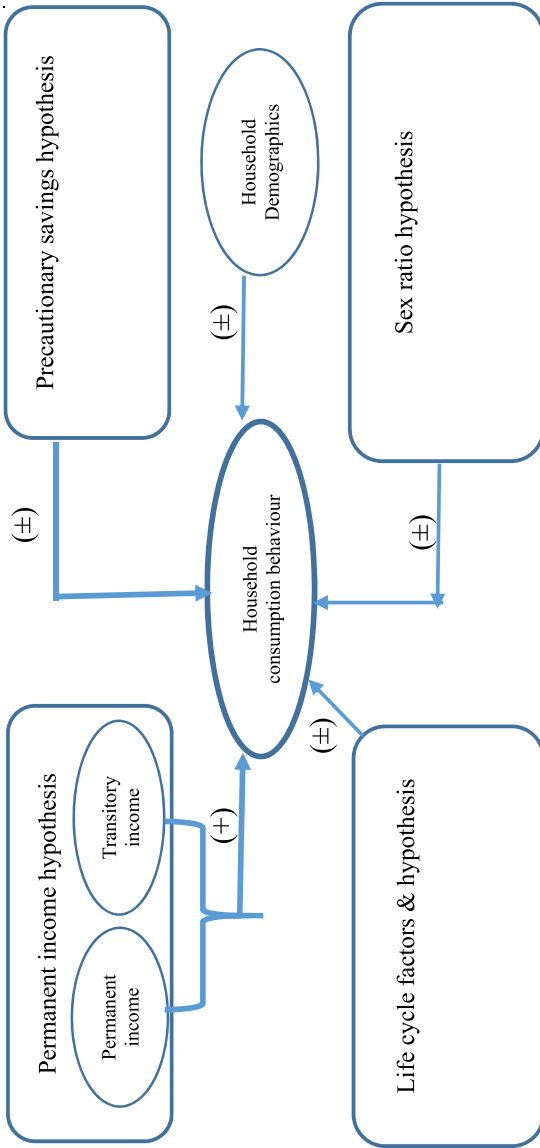 Permanent income hypothesis
Permanent
income
Transitory
income
(+)
Precautionary savings hypothesis
(±)
Household
consumption behaviour
(±)
Household
Demographics
Life cycle factors & hypothesis
(±)
Sex ratio hypothesis
(±)